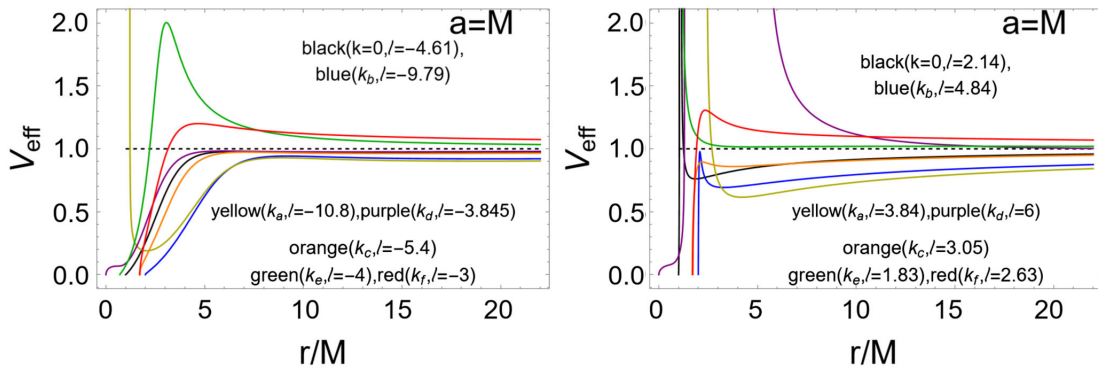 2.0
1.5
1.0
0.5
0.0
V_eff
a=M
black(k=0,l=-4.61),
blue(k_b,l=-9.79)
yellow(k_a,l=-10.8),purple(k_d,l=-3.845)
orange(k_c,l=-5.4)
green(k_e,l=-4),red(k_f,l=-3)
0 5 10 15 20
r/M
2.0
1.5
1.0
0.5
0.0
V_eff
a=M
black(k=0,l=2.14),
blue(k_b,l=4.84)
yellow(k_a,l=3.84),purple(k_d,l=6)
orange(k_c,l=3.05)
green(k_e,l=1.83),red(k_f,l=2.63)
0 5 10 15 20
r/M